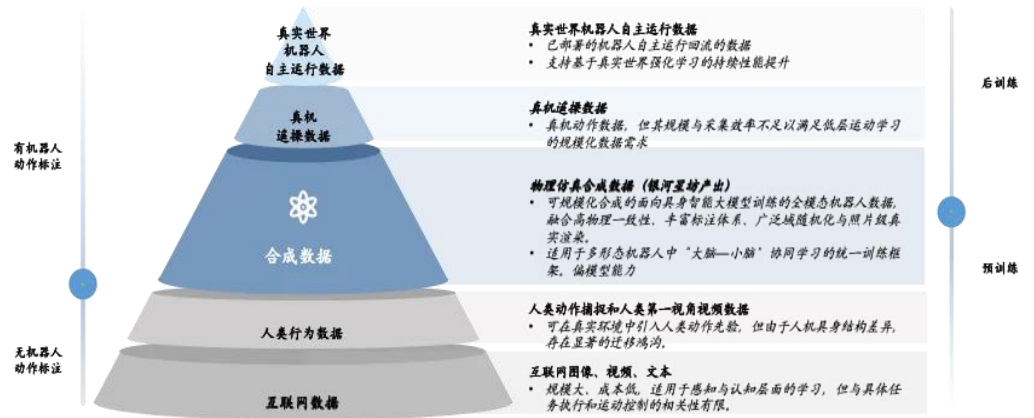 真实世界
机器人
自主运行数据
真机
遥操数据
合成数据
人类行为数据
互联网数据
有机器人
动作标注
无机器人
动作标注
真实世界机器人自主运行数据
• 已部署的机器人自主运行回流的数据
• 支持基于真实世界强化学习的持续性能提升
真机遥操数据
• 真机动作数据，但其规模与采集效率不足以满足低层运动学习
的规模化数据需求
物理仿真合成数据（银河星坊产出）
• 可规模化合成的面向具身智能大模型训练的全模态机器人数据，
融合高物理一致性、丰富标注体系、广泛域随机化与照片级真
实渲染。
• 适用于多形态机器人中“大脑—小脑”协同学习的统一训练框
架。偏模型能力
人类动作捕捉和人类第一视角视频数据
• 可在真实环境中引入人类动作先验，但由于人机具身结构差异，
存在显著的迁移鸿沟。
互联网图像、视频、文本
• 规模大、成本低，适用于感知与认知层面的学习，但与具体任
务执行和运动控制的相关性有限。
后训练
预训练